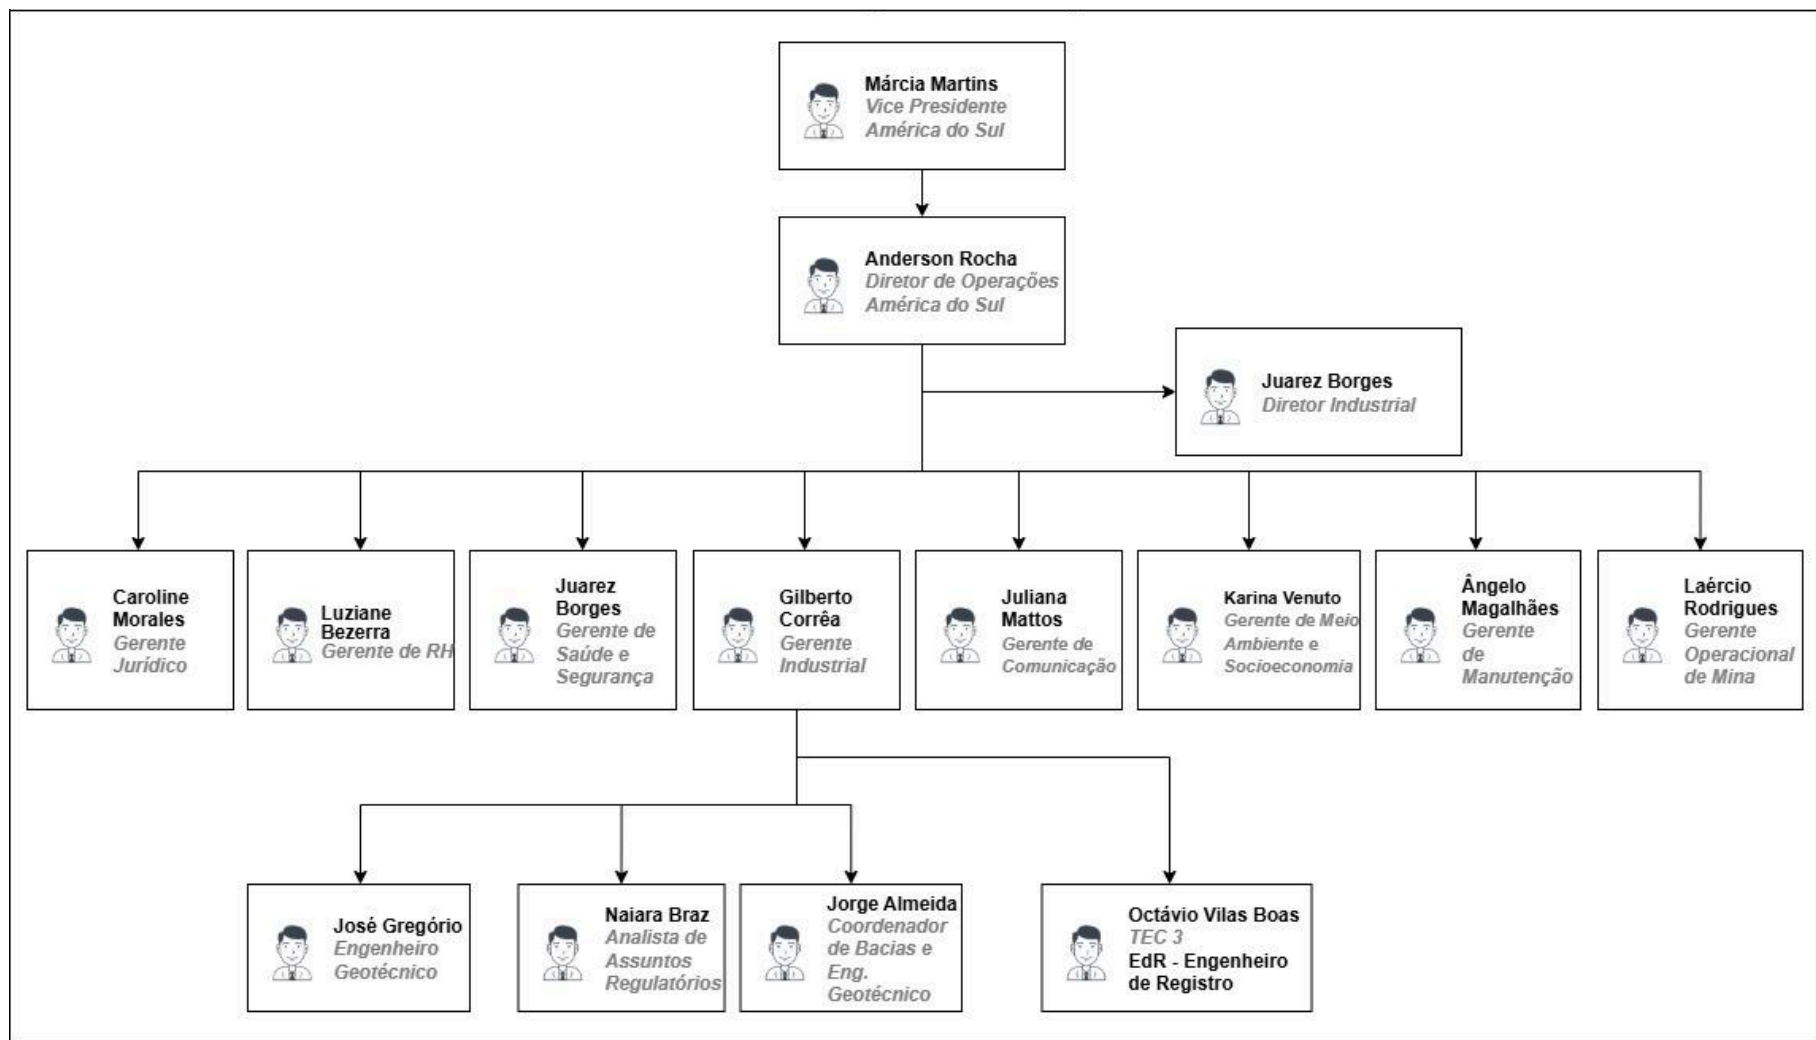 Márcia Martins
Vice Presidente
América do Sul
Anderson Rocha
Diretor de Operações
América do Sul
Juarez Borges
Diretor Industrial
Caroline
Morales
Gerente
Jurídico
Luziane
Bezerra
Gerente de RH
Juarez
Borges
Gerente de
Saúde e
Segurança
Gilberto
Corrêa
Gerente
Industrial
Juliana
Mattos
Gerente de
Comunicação
Karina Venuto
Gerente de Meio
Ambiente e
Socioeconomia
Ângelo
Magalhães
Gerente
de
Manutenção
Laércio
Rodrigues
Gerente
Operacional
de Mina
José Gregório
Engenheiro
Geotécnico
Naiara Braz
Analista de
Assuntos
Regulatórios
Jorge Almeida
Coordenador
de Bacias e
Eng.
Geotécnico
Octávio Vilas Boas
TEC 3
EdR - Engenheiro
de Registro